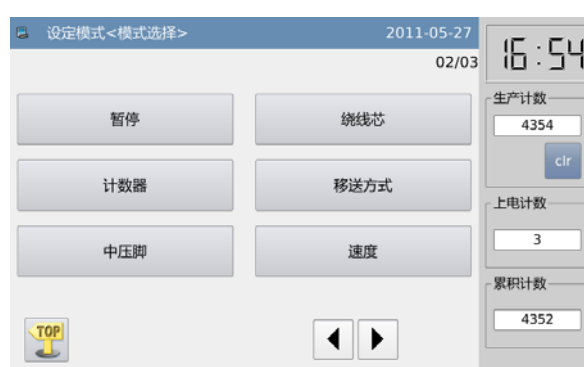 设定模式<模式选择>
2011-05-27
02/03
16:54
暂停
绕线芯
计数器
移送方式
中压脚
速度
TOP
生产计数
4354
clr
上电计数
3
累积计数
4352